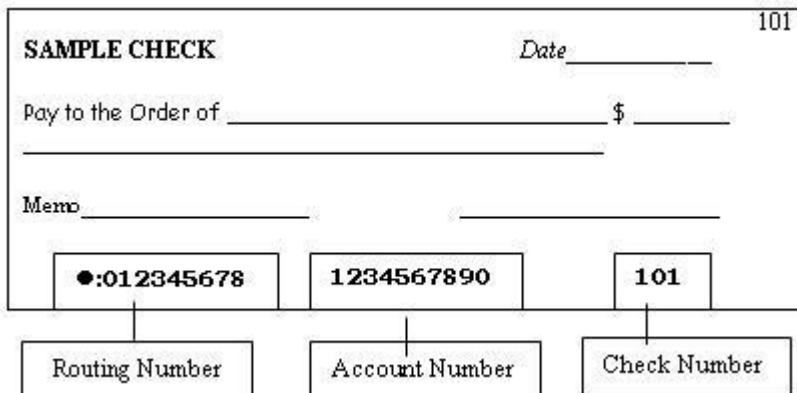 101
SAMPLE CHECK Date
Pay to the Order of $
Memo
●:012345678 1234567890 101
Routing Number Account Number Check Number